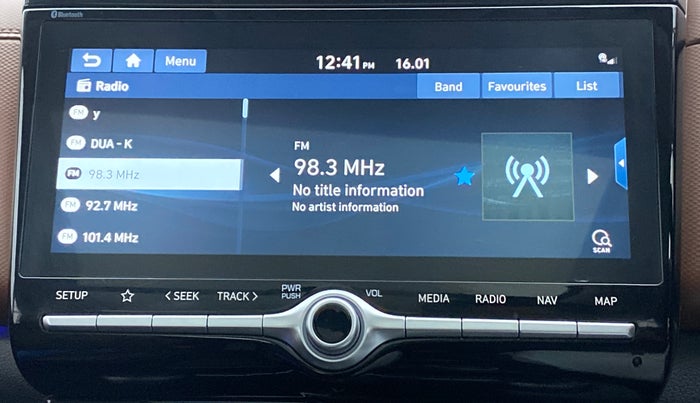 Bluetooth
Menu 12:41 PM 16.01
Radio Band Favourites List
FM y
FM DUA - K
FM 98.3 MHz
FM 92.7 MHz
FM 101.4 MHz
FM
98.3 MHz
No title information
No artist information
SCAN
SETUP < SEEK TRACK > PWR PUSH VOL MEDIA RADIO NAV MAP